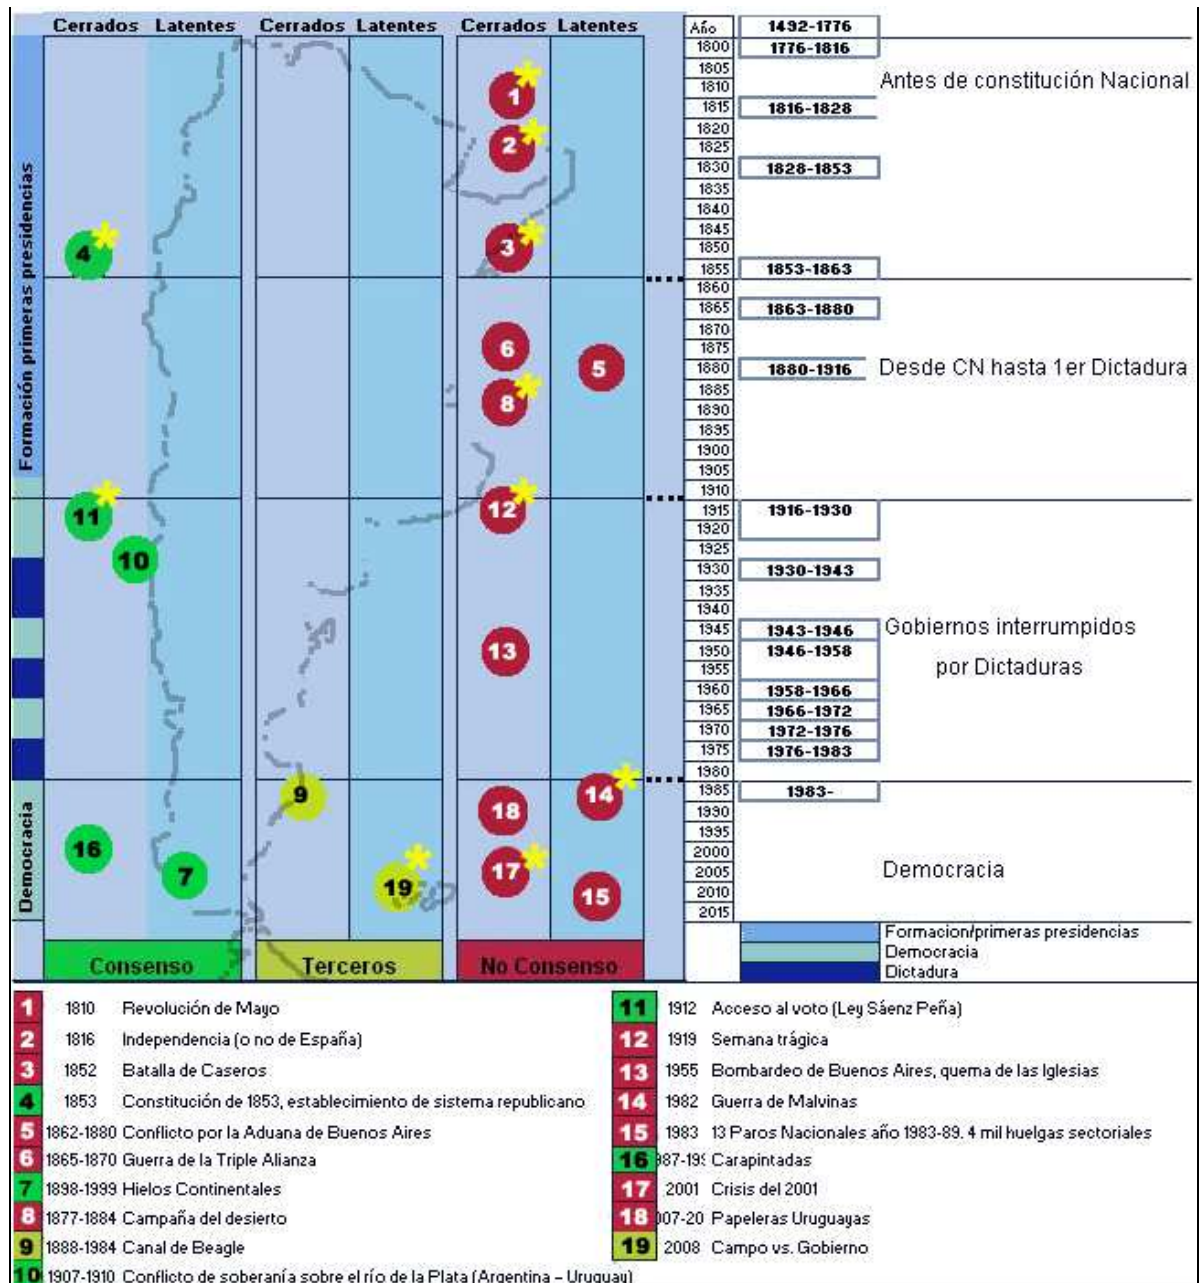 Cerrados Latentes Cerrados Latentes Cerrados Latentes Año 1492-1776
1800 1776-1816
1805
Antes de constitución Nacional
1810
1815 1816-1828
1820
1825
1830 1828-1853
1835
1840
1845
1850
1855 1853-1863
1860
1865 1863-1880
1870
1875
1880 1880-1916 Desde CN hasta 1er Dictadura
1885
1890
1895
1900
1905
1910
1915 1916-1930
1920
1925
1930 1930-1943
1935
1940
1945 1943-1946 Gobiernos interrumpidos
1950 1946-1958
1955 por Dictaduras
1960 1958-1966
1965 1966-1972
1970 1972-1976
1975 1976-1983
1980
1985 1983-
1990
1995
2000
2005 Democracia
2010
2015
Formación primeras presidencias
Democracia
1
2
3
4
6
5
8
11
12
10
13
9
14
18
16
17
7
19
15
Formacion/primeras presidencias
Democracia
Dictadura
Consenso Terceros No Consenso
1 1810 Revolución de Mayo
2 1816 Independencia (o no de España)
3 1852 Batalla de Caseros
4 1853 Constitución de 1853, establecimiento de sistema republicano
5 1862-1880 Conflicto por la Aduana de Buenos Aires
6 1865-1870 Guerra de la Triple Alianza
7 1898-1999 Hielos Continentales
8 1877-1884 Campaña del desierto
9 1888-1984 Canal de Beagle
10 1907-1910 Conflicto de soberanía sobre el río de la Plata (Argentina – Uruguay)
11 1912 Acceso al voto (Ley Sáenz Peña)
12 1919 Semana trágica
13 1955 Bombardeo de Buenos Aires, quema de las Iglesias
14 1982 Guerra de Malvinas
15 1983 13 Paros Nacionales año 1983-89. 4 mil huelgas sectoriales
16 Carapintadas
17 2001 Crisis del 2001
18 Papeleras Uruguayas
19 2008 Campo vs. Gobierno